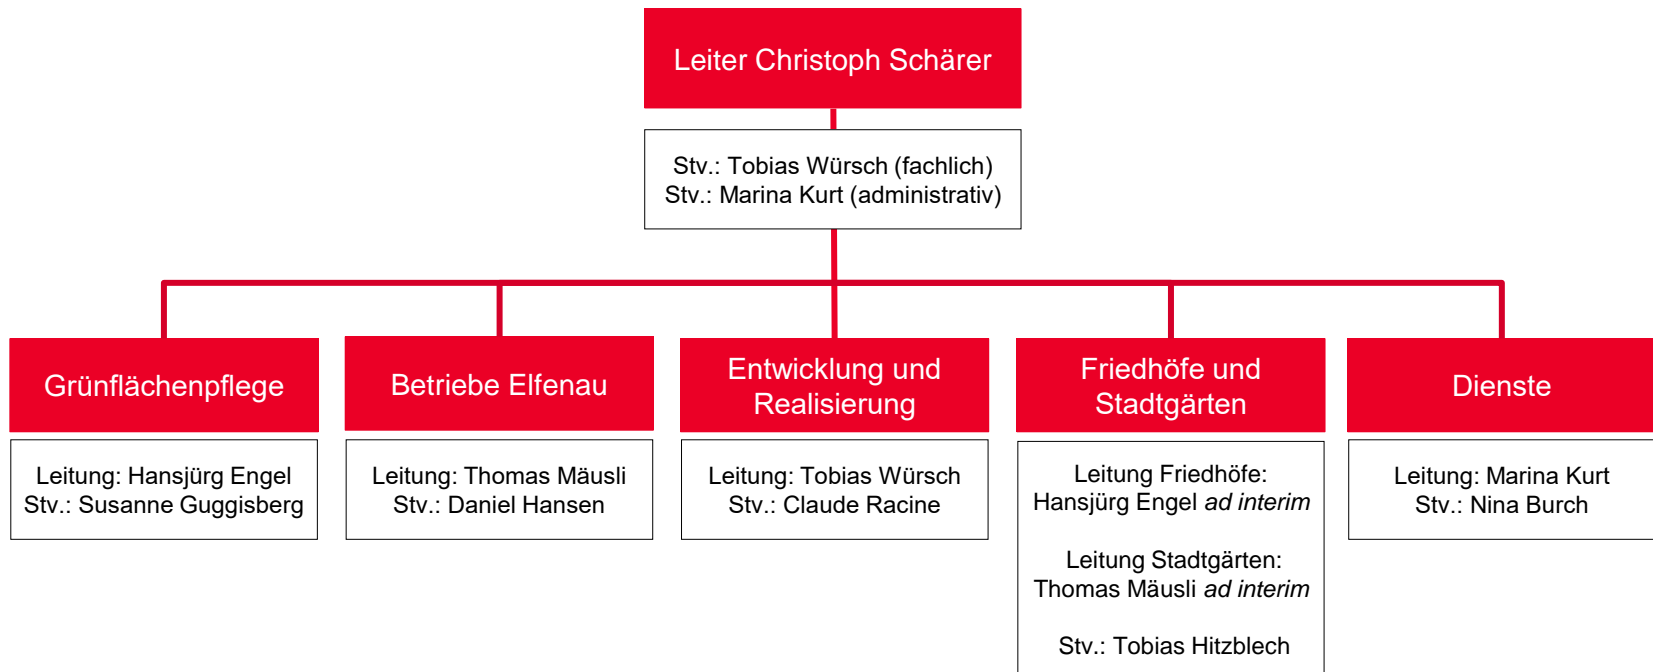 Leiter Christoph Schärer
Stv.: Tobias Würsch (fachlich)
Stv.: Marina Kurt (administrativ)
Grünflächenpflege
Leitung: Hansjürg Engel
Stv.: Susanne Guggisberg
Betriebe Elfenau
Leitung: Thomas Mäusli
Stv.: Daniel Hansen
Entwicklung und
Realisierung
Leitung: Tobias Würsch
Stv.: Claude Racine
Friedhöfe und
Stadtgärten
Leitung Friedhöfe:
Hansjürg Engel ad interim
Leitung Stadtgärten:
Thomas Mäusli ad interim
Stv.: Tobias Hitzblech
Dienste
Leitung: Marina Kurt
Stv.: Nina Burch